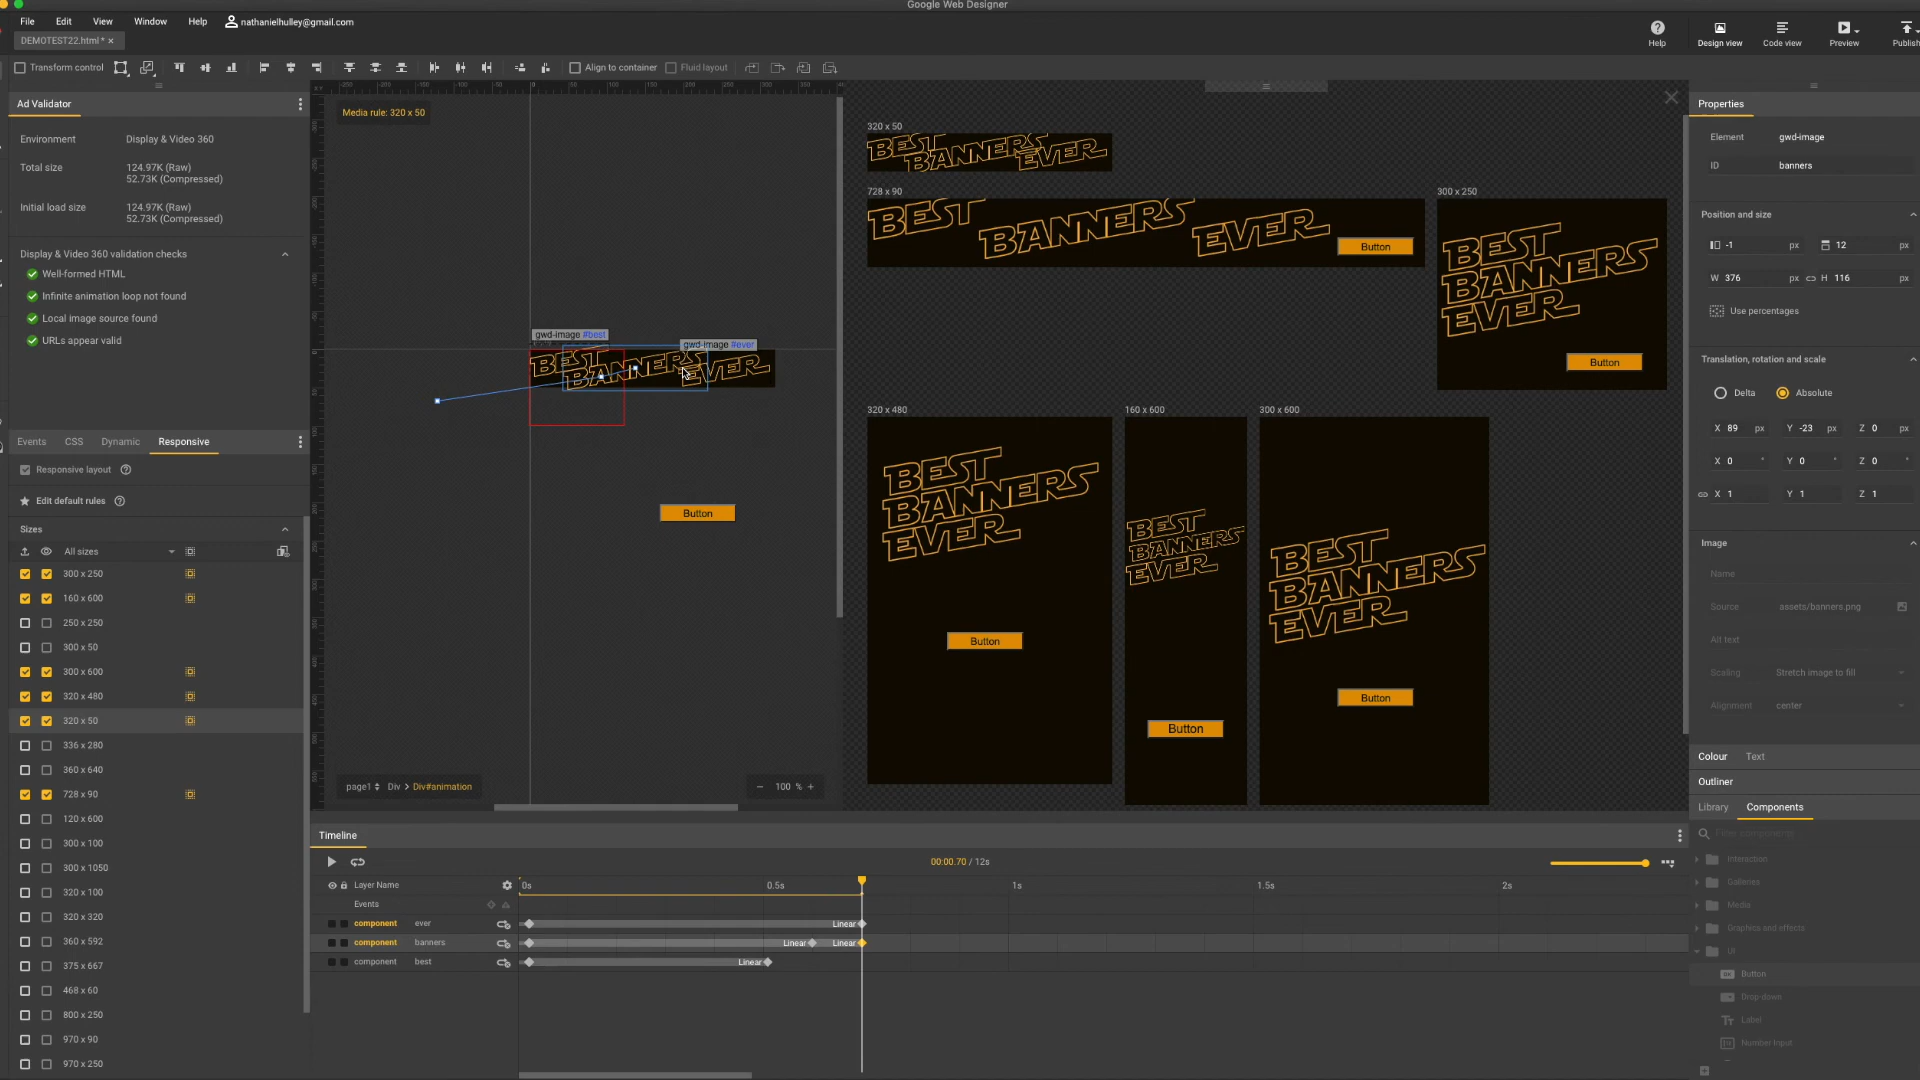 Google Web Designer
File Edit View Window Help nathanielhulley@gmail.com
DEMOTEST22.html* ×
Help Design view Code view Preview Publish
Transform control Align to container Fluid layout
Ad Validator
Environment Display & Video 360
Total size 124.97K (Raw)
52.73K (Compressed)
Initial load size 124.97K (Raw)
52.73K (Compressed)
Display & Video 360 validation checks
Well-formed HTML
Infinite animation loop not found
Local image source found
URLs appear valid
Events CSS Dynamic Responsive
Responsive layout
Edit default rules
Sizes
All sizes
300 x 250
160 x 600
250 x 250
300 x 50
300 x 600
320 x 480
320 x 50
336 x 280
360 x 640
728 x 90
120 x 600
300 x 100
300 x 1050
320 x 100
320 x 320
360 x 592
375 x 667
468 x 60
800 x 250
970 x 90
970 x 250
Media rule: 320 x 50
gwd-image #best
gwd-image #ever
BEST BANNERS EVER
Button
page1 Div > Div#animation
− 100 % +
320 x 50
BEST BANNERS EVER
728 x 90
BEST BANNERS EVER
Button
300 x 250
BEST
BANNERS
EVER
Button
320 x 480
BEST
BANNERS
EVER
Button
160 x 600
BEST
BANNERS
EVER
Button
300 x 600
BEST
BANNERS
EVER
Button
Timeline
00:00.70 / 12s
Layer Name 0s 0.5s 1s 1.5s 2s
Events
component ever Linear
component banners Linear Linear
component best Linear
Properties
Element gwd-image
ID banners
Position and size
-1 px 12 px
W 376 px H 116 px
Use percentages
Translation, rotation and scale
Delta Absolute
X 89 px Y -23 px Z 0 px
X 0 ° Y 0 ° Z 0 °
X 1 Y 1 Z 1
Image
Name
Source assets/banners.png
Alt text
Scaling Stretch image to fill
Alignment center
Colour Text
Outliner
Library Components
Filter components
Interaction
Galleries
Media
Graphics and effects
UI
Button
Drop-down
Label
Number Input